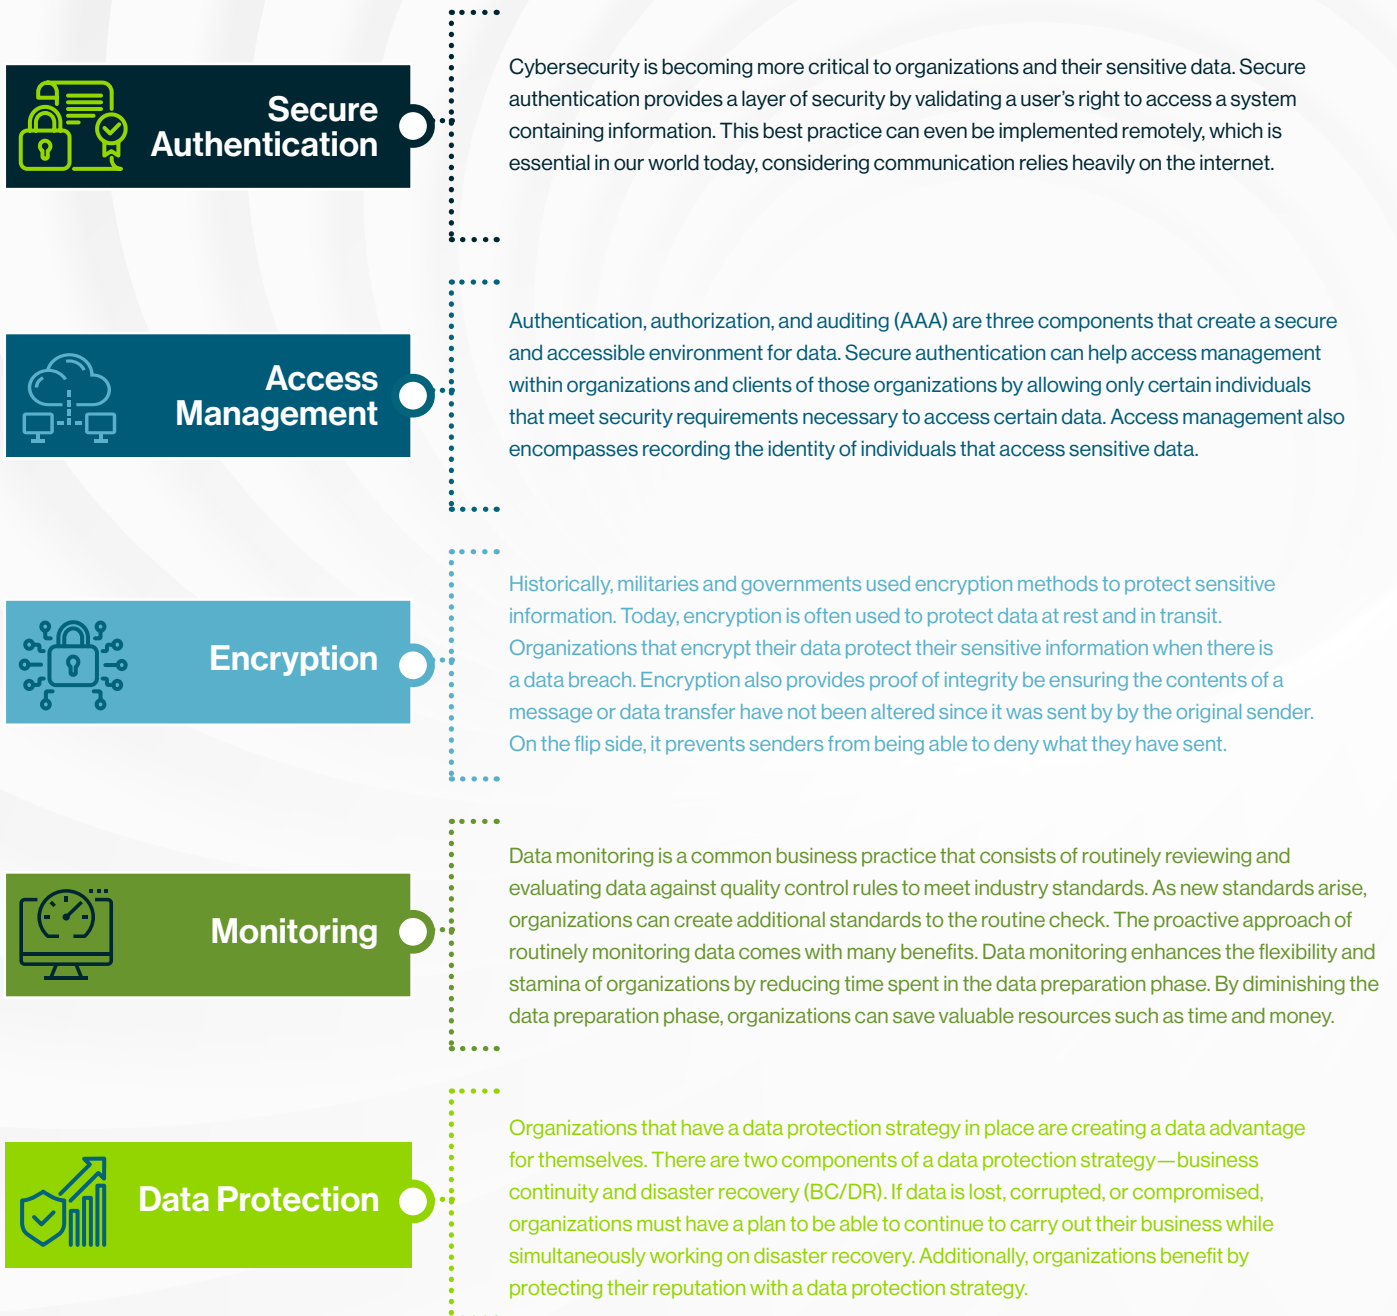 Secure
Authentication
Cybersecurity is becoming more critical to organizations and their sensitive data. Secure
authentication provides a layer of security by validating a user’s right to access a system
containing information. This best practice can even be implemented remotely, which is
essential in our world today, considering communication relies heavily on the internet.
Access
Management
Authentication, authorization, and auditing (AAA) are three components that create a secure
and accessible environment for data. Secure authentication can help access management
within organizations and clients of those organizations by allowing only certain individuals
that meet security requirements necessary to access certain data. Access management also
encompasses recording the identity of individuals that access sensitive data.
Encryption
Historically, militaries and governments used encryption methods to protect sensitive
information. Today, encryption is often used to protect data at rest and in transit.
Organizations that encrypt their data protect their sensitive information when there is
a data breach. Encryption also provides proof of integrity be ensuring the contents of a
message or data transfer have not been altered since it was sent by by the original sender.
On the flip side, it prevents senders from being able to deny what they have sent.
Monitoring
Data monitoring is a common business practice that consists of routinely reviewing and
evaluating data against quality control rules to meet industry standards. As new standards arise,
organizations can create additional standards to the routine check. The proactive approach of
routinely monitoring data comes with many benefits. Data monitoring enhances the flexibility and
stamina of organizations by reducing time spent in the data preparation phase. By diminishing the
data preparation phase, organizations can save valuable resources such as time and money.
Data Protection
Organizations that have a data protection strategy in place are creating a data advantage
for themselves. There are two components of a data protection strategy—business
continuity and disaster recovery (BC/DR). If data is lost, corrupted, or compromised,
organizations must have a plan to be able to continue to carry out their business while
simultaneously working on disaster recovery. Additionally, organizations benefit by
protecting their reputation with a data protection strategy.